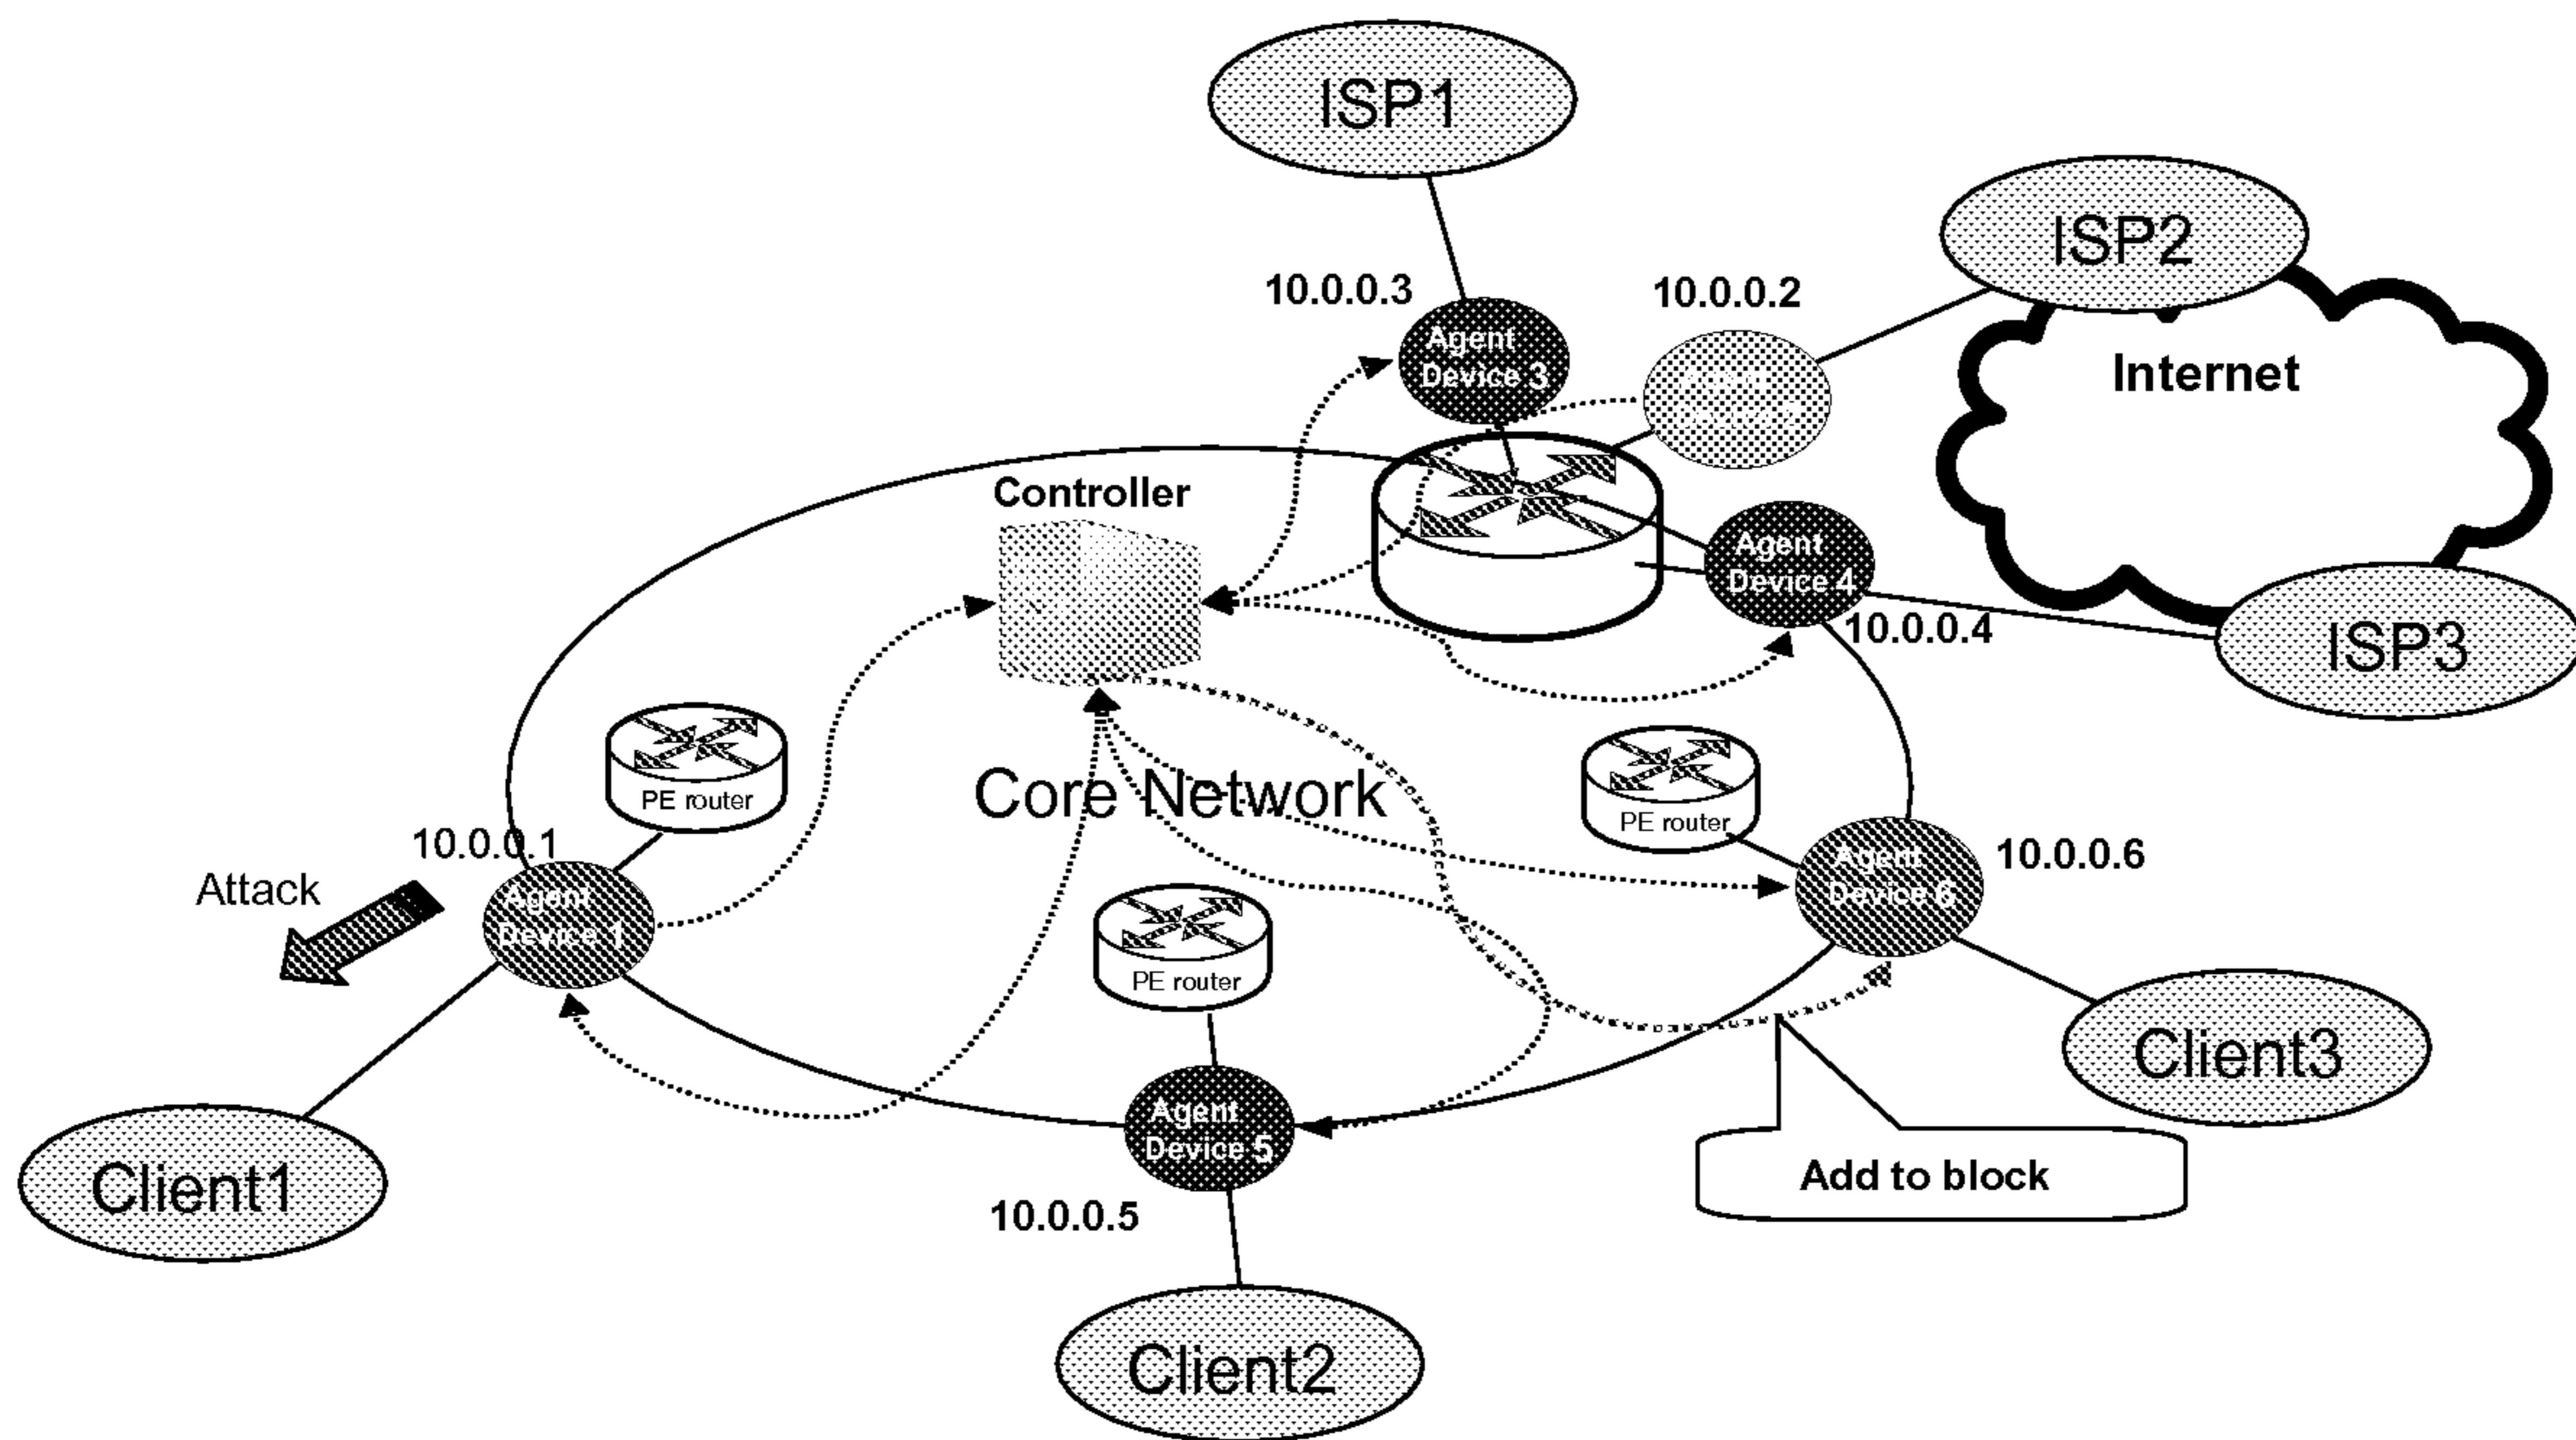 ISP1
ISP2
10.0.0.3
10.0.0.2
Agent
Device 3
Internet
Controller
Agent
Device 4
10.0.0.4
ISP3
PE router
Core Network
PE router
10.0.0.1
Agent
Device 6
10.0.0.6
Attack
Agent
Device 1
PE router
Client3
Agent
Device 5
Add to block
Client1
10.0.0.5
Client2